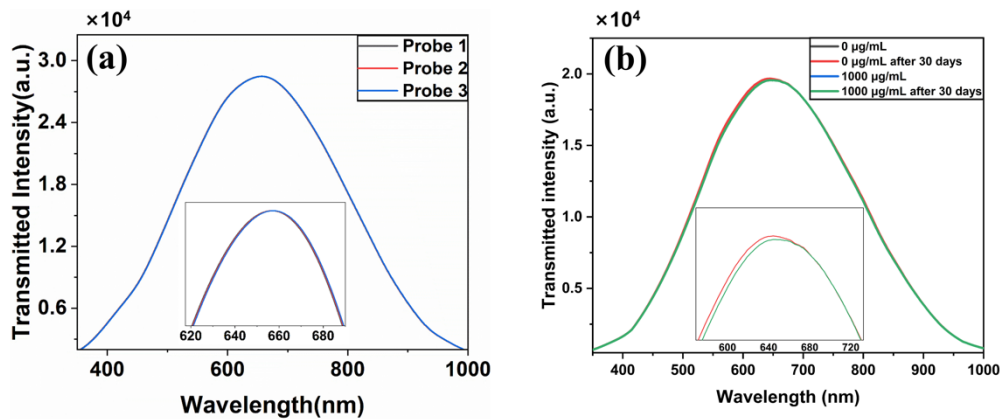 ×10⁴
(a)
Probe 1
Probe 2
Probe 3
Transmitted Intensity(a.u.)
3.0
2.4
1.8
1.2
0.6
620 640 660 680
400 600 800 1000
Wavelength(nm)
×10⁴
(b)
0 µg/mL
0 µg/mL after 30 days
1000 µg/mL
1000 µg/mL after 30 days
Transmitted intensity (a.u.)
2.0
1.5
1.0
0.5
600 640 680 720
400 500 600 700 800 900 1000
Wavelength (nm)